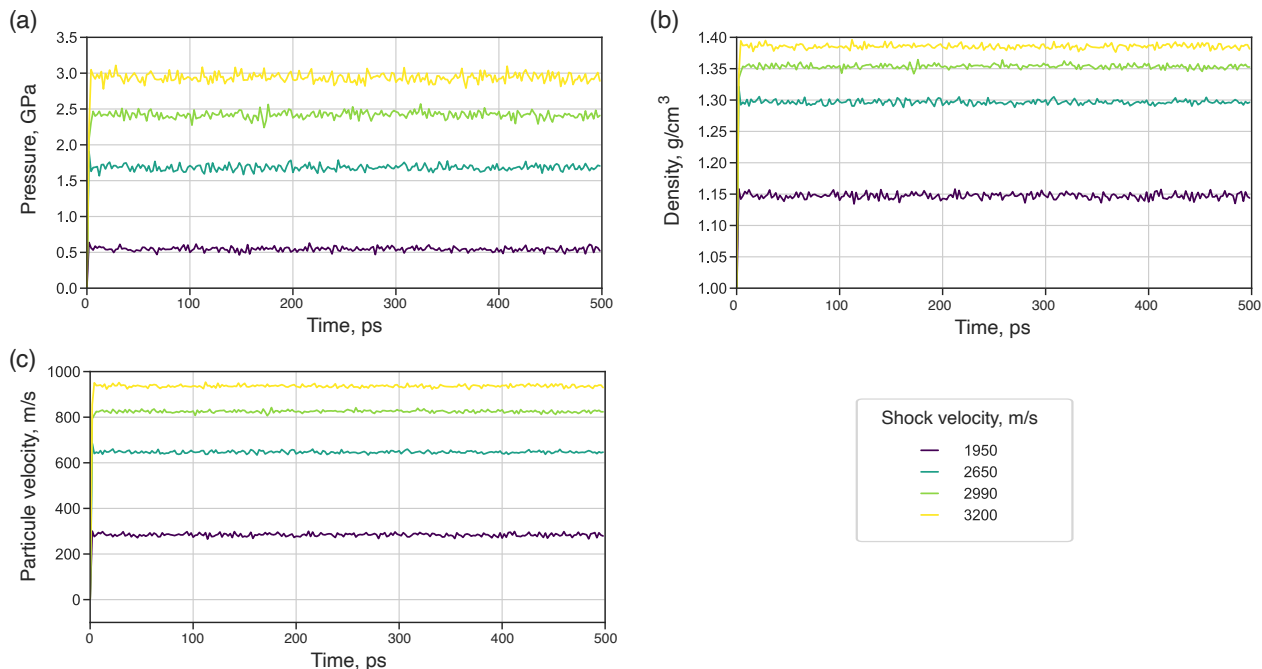 (a)
3.5
3.0
2.5
2.0
1.5
1.0
0.5
0.0
Pressure, GPa
0 100 200 300 400 500
Time, ps
(b)
1.40
1.35
1.30
1.25
1.20
1.15
1.10
1.05
1.00
Density, g/cm³
0 100 200 300 400 500
Time, ps
(c)
1000
800
600
400
200
0
Particule velocity, m/s
0 100 200 300 400 500
Time, ps
Shock velocity, m/s
1950
2650
2990
3200